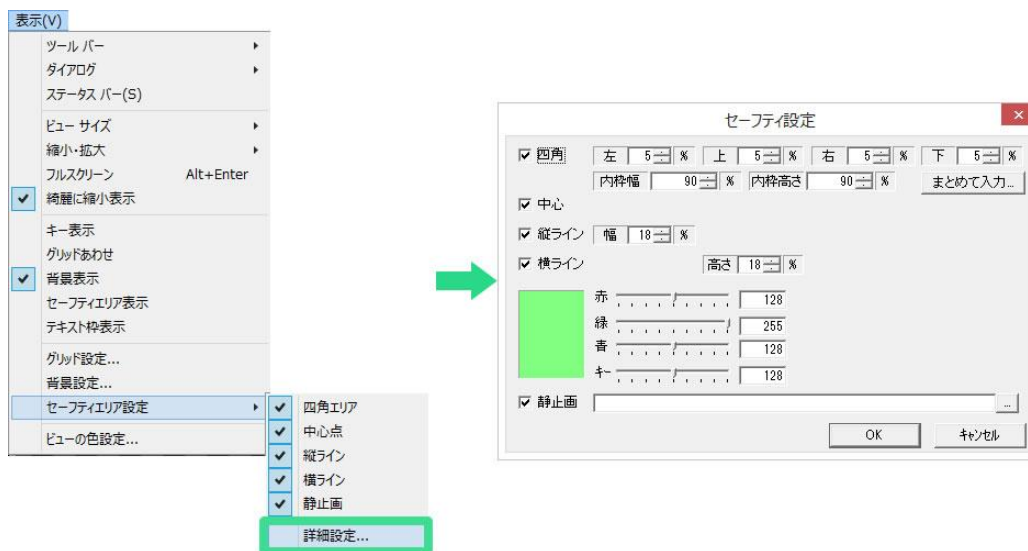 表示(V)
ツール バー
ダイアログ
ステータス バー(S)
ビュー サイズ
縮小・拡大
フルスクリーン Alt+Enter
綺麗に縮小表示
キー表示
グリッドあわせ
背景表示
セーフティエリア表示
テキスト枠表示
グリッド設定...
背景設定...
セーフティエリア設定
ビューの色設定...
四角エリア
中心点
縦ライン
横ライン
静止画
詳細設定...
セーフティ設定
四角 左 5 % 上 5 % 右 5 % 下 5 %
内枠幅 90 % 内枠高さ 90 % まとめて入力...
中心
縦ライン 幅 18 %
横ライン 高さ 18 %
赤 128
緑 255
青 128
キー 128
静止画 ...
OK キャンセル